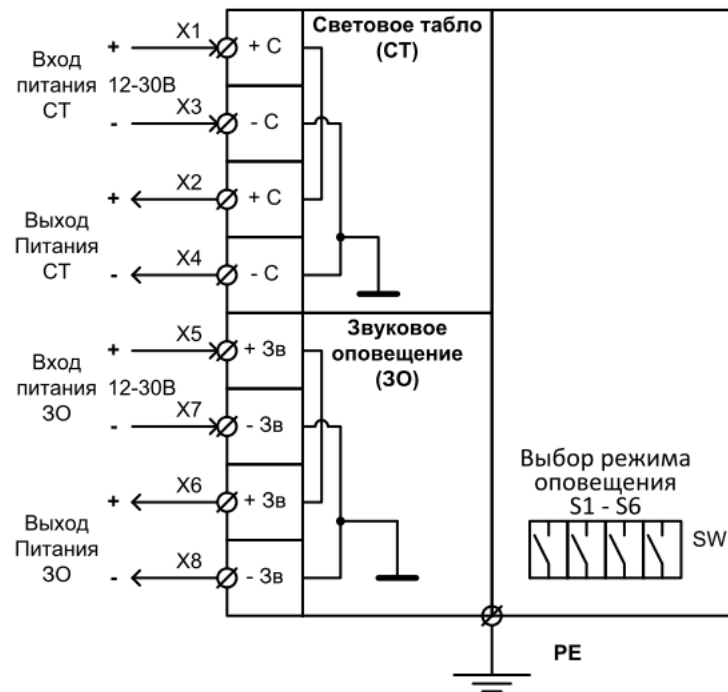 Световое табло
(СТ)
Вход
питания
СТ
12-30В
+
X1
+ С
-
X3
- С
Выход
Питания
СТ
+
X2
+ С
-
X4
- С
Звуковое
оповещение
(ЗО)
Вход
питания
ЗО
12-30В
+
X5
+ Зв
-
X7
- Зв
Выход
Питания
ЗО
+
X6
+ Зв
-
X8
- Зв
Выбор режима
оповещения
S1 - S6
SW
PE